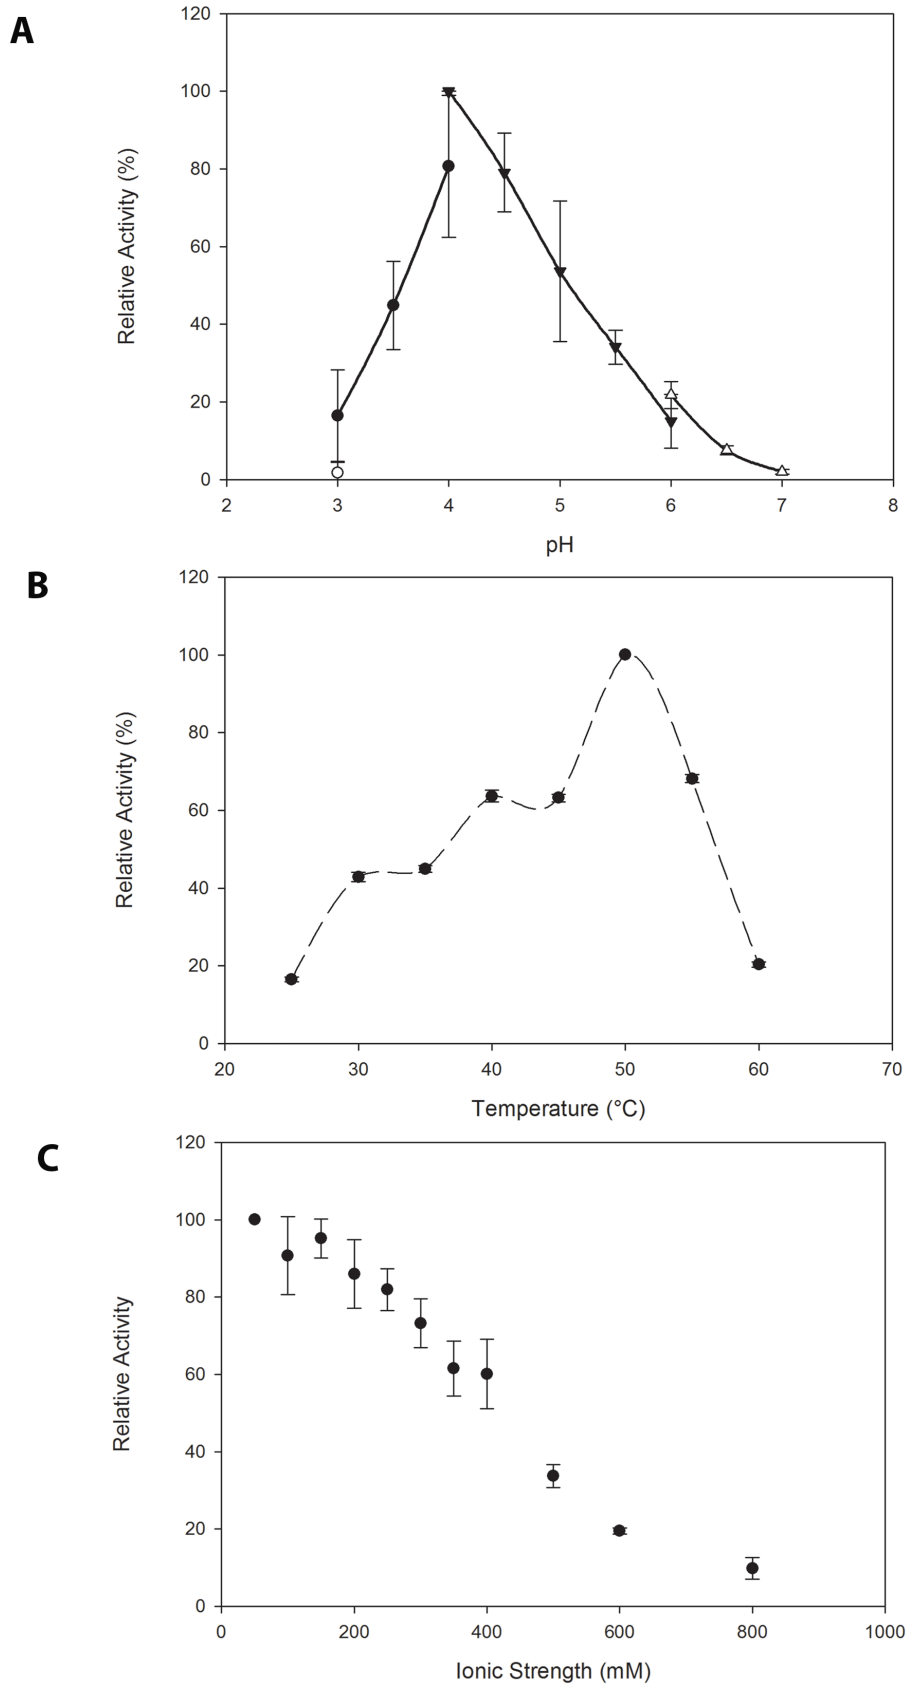 A
120
100
80
60
40
20
0
Relative Activity (%)
2 3 4 5 6 7 8
pH
B
120
100
80
60
40
20
0
Relative Activity (%)
20 30 40 50 60 70
Temperature (°C)
C
120
100
80
60
40
20
0
Relative Activity
0 200 400 600 800 1000
Ionic Strength (mM)